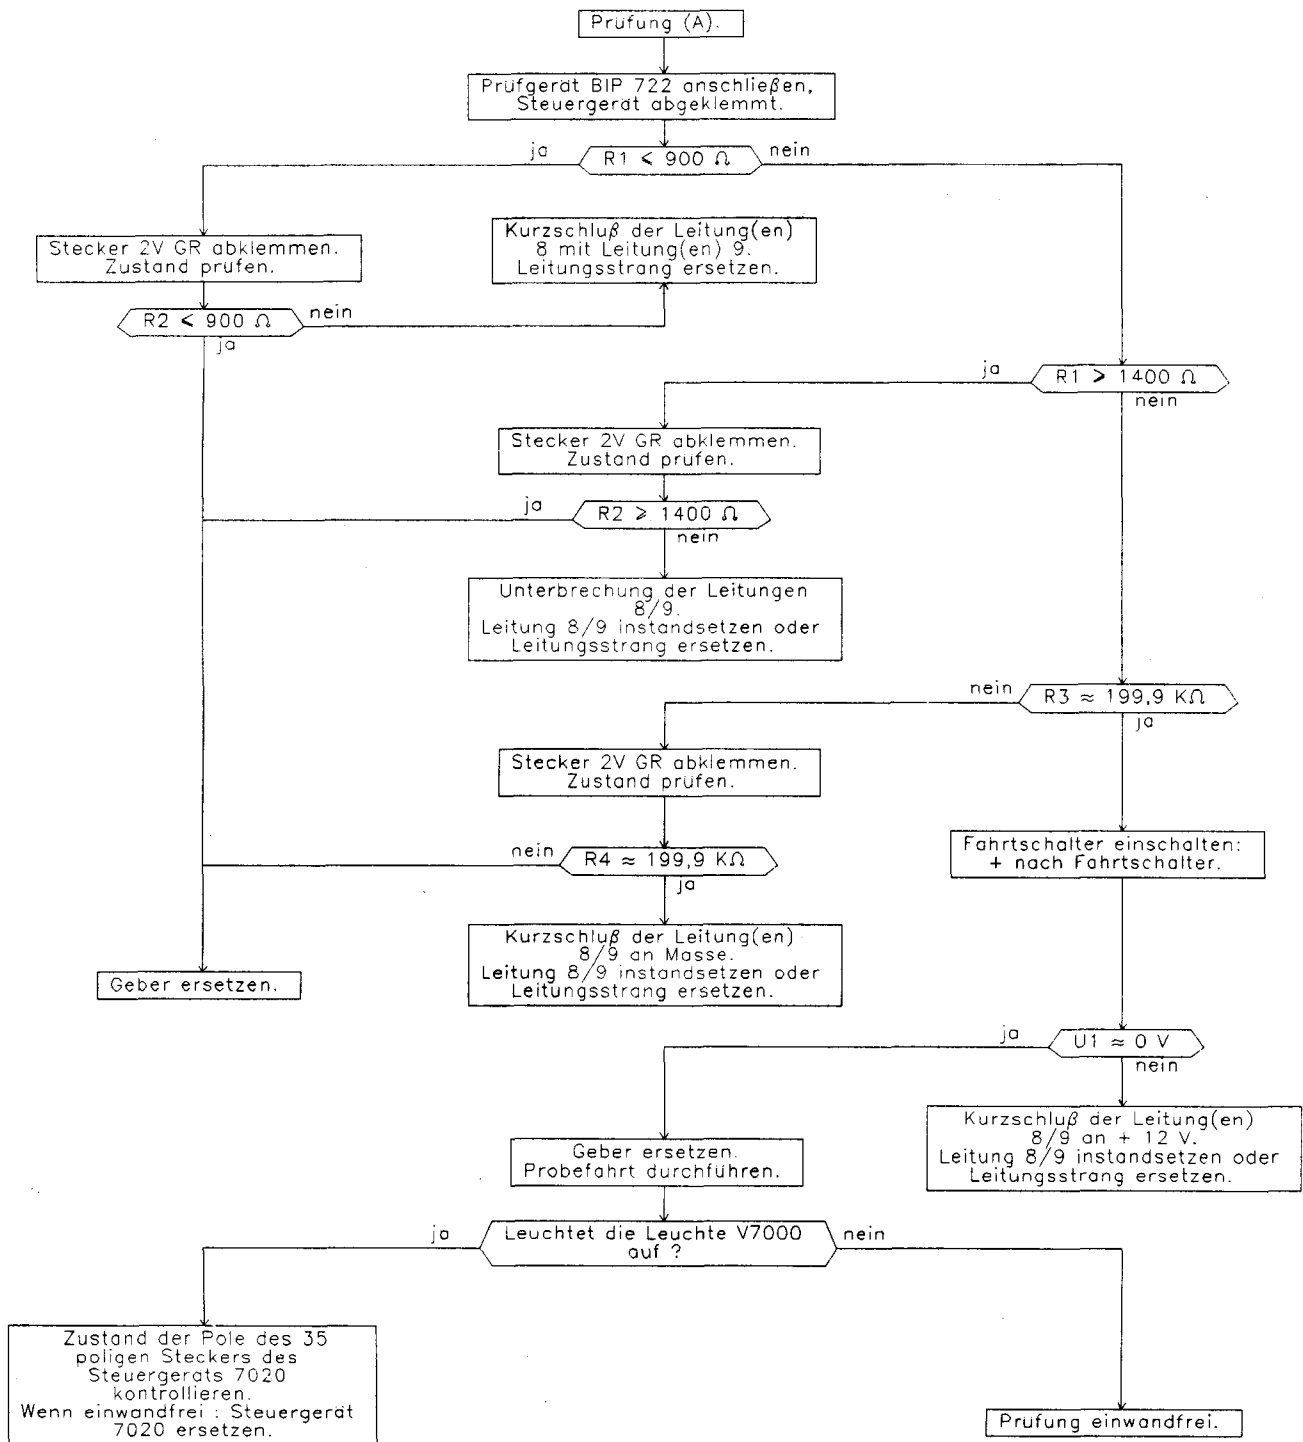 Prüfung (A).
Prüfgerät BIP 722 anschließen,
Steuergerät abgeklemmt.
ja
R1 < 900 Ω
nein
Stecker 2V GR abklemmen.
Zustand prüfen.
Kurzschluß der Leitung(en)
8 mit Leitung(en) 9.
Leitungsstrang ersetzen.
R2 < 900 Ω
nein
ja
ja
R1 > 1400 Ω
nein
Stecker 2V GR abklemmen.
Zustand prüfen.
ja
R2 ⩾ 1400 Ω
nein
Unterbrechung der Leitungen
8/9.
Leitung 8/9 instandsetzen oder
Leitungsstrang ersetzen.
nein
R3 ≈ 199,9 KΩ
ja
Stecker 2V GR abklemmen.
Zustand prüfen.
Fahrtschalter einschalten:
+ nach Fahrtschalter.
nein
R4 ≈ 199,9 KΩ
ja
Kurzschluß der Leitung(en)
8/9 an Masse.
Leitung 8/9 instandsetzen oder
Leitungsstrang ersetzen.
Geber ersetzen.
ja
U1 ≈ 0 V
nein
Kurzschluß der Leitung(en)
8/9 an + 12 V.
Leitung 8/9 instandsetzen oder
Leitungsstrang ersetzen.
Geber ersetzen.
Probefahrt durchführen.
ja
Leuchtet die Leuchte V7000
auf ?
nein
Zustand der Pole des 35
poligen Steckers des
Steuergeräts 7020
kontrollieren.
Wenn einwandfrei : Steuergerät
7020 ersetzen.
Prüfung einwandfrei.